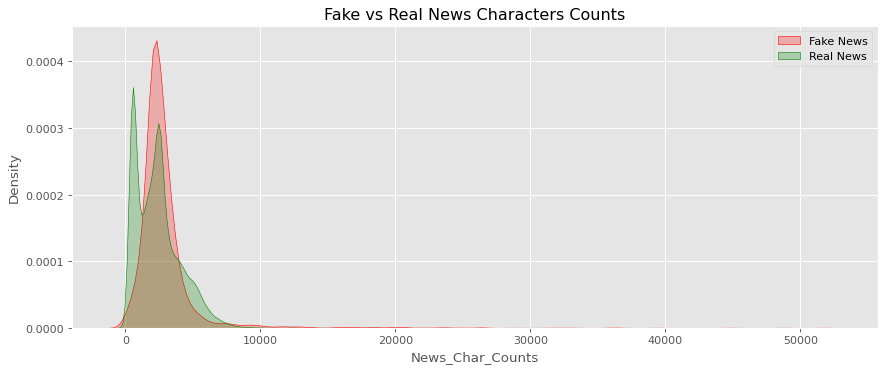 Fake vs Real News Characters Counts
Fake News
Real News
0.0004
0.0003
0.0002
0.0001
0.0000
Density
0
10000
20000
30000
40000
50000
News_Char_Counts